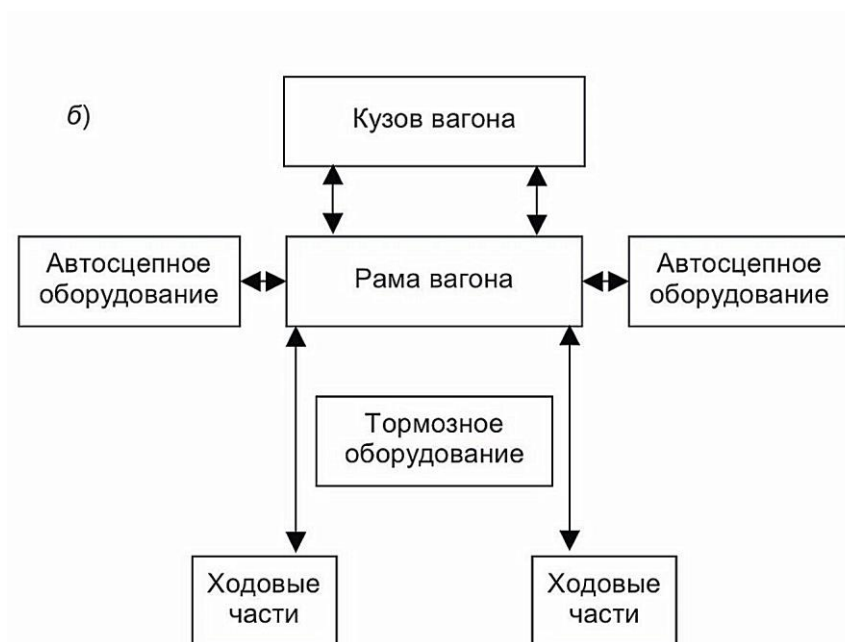 б)
Кузов вагона
Автосцепное
оборудование
Рама вагона
Автосцепное
оборудование
Тормозное
оборудование
Ходовые
части
Ходовые
части